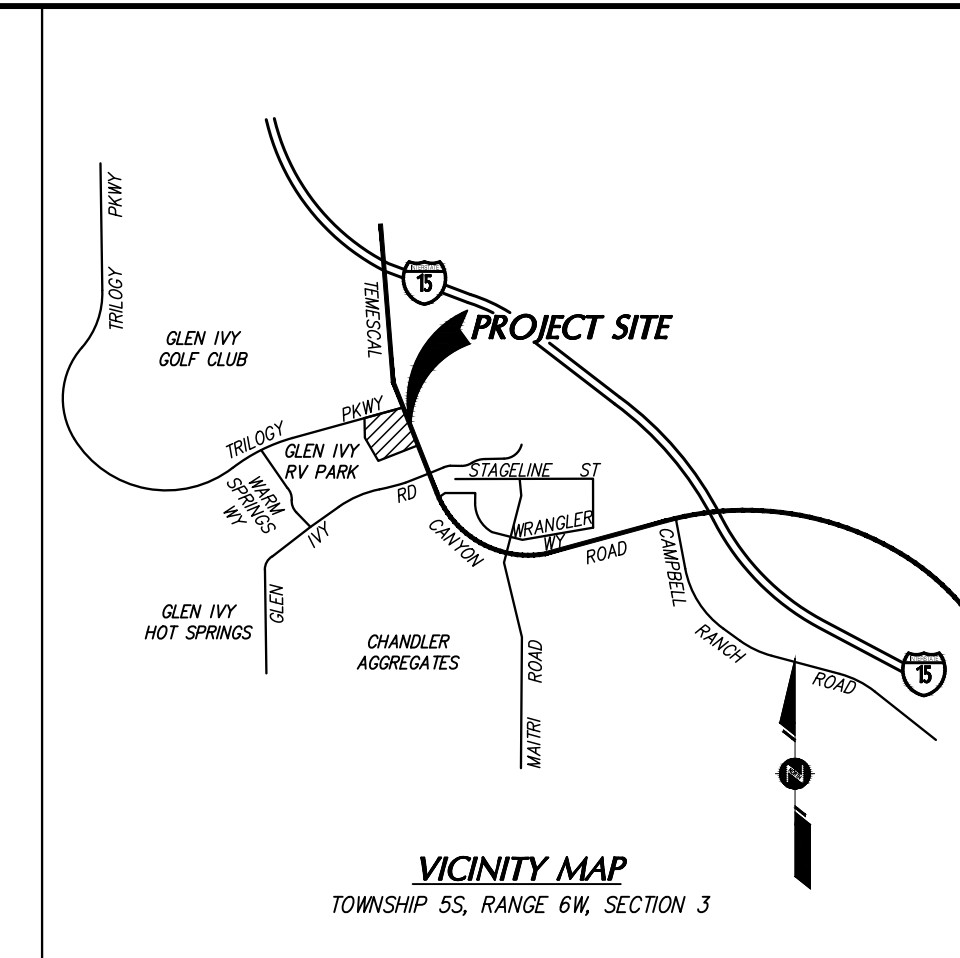 TRILOGY PKWY
GLEN IVY
GOLF CLUB
TEMESCAL
INTERSTATE
15
PROJECT SITE
TRILOGY PKWY
GLEN IVY
RV PARK
WARM
SPRINGS
WY
GLEN IVY RD
STAGELINE ST
WRANGLER
WY
CANYON ROAD
CAMPBELL RANCH ROAD
GLEN IVY
HOT SPRINGS
CHANDLER
AGGREGATES
MAITRI ROAD
INTERSTATE
15
N
VICINITY MAP
TOWNSHIP 5S, RANGE 6W, SECTION 3